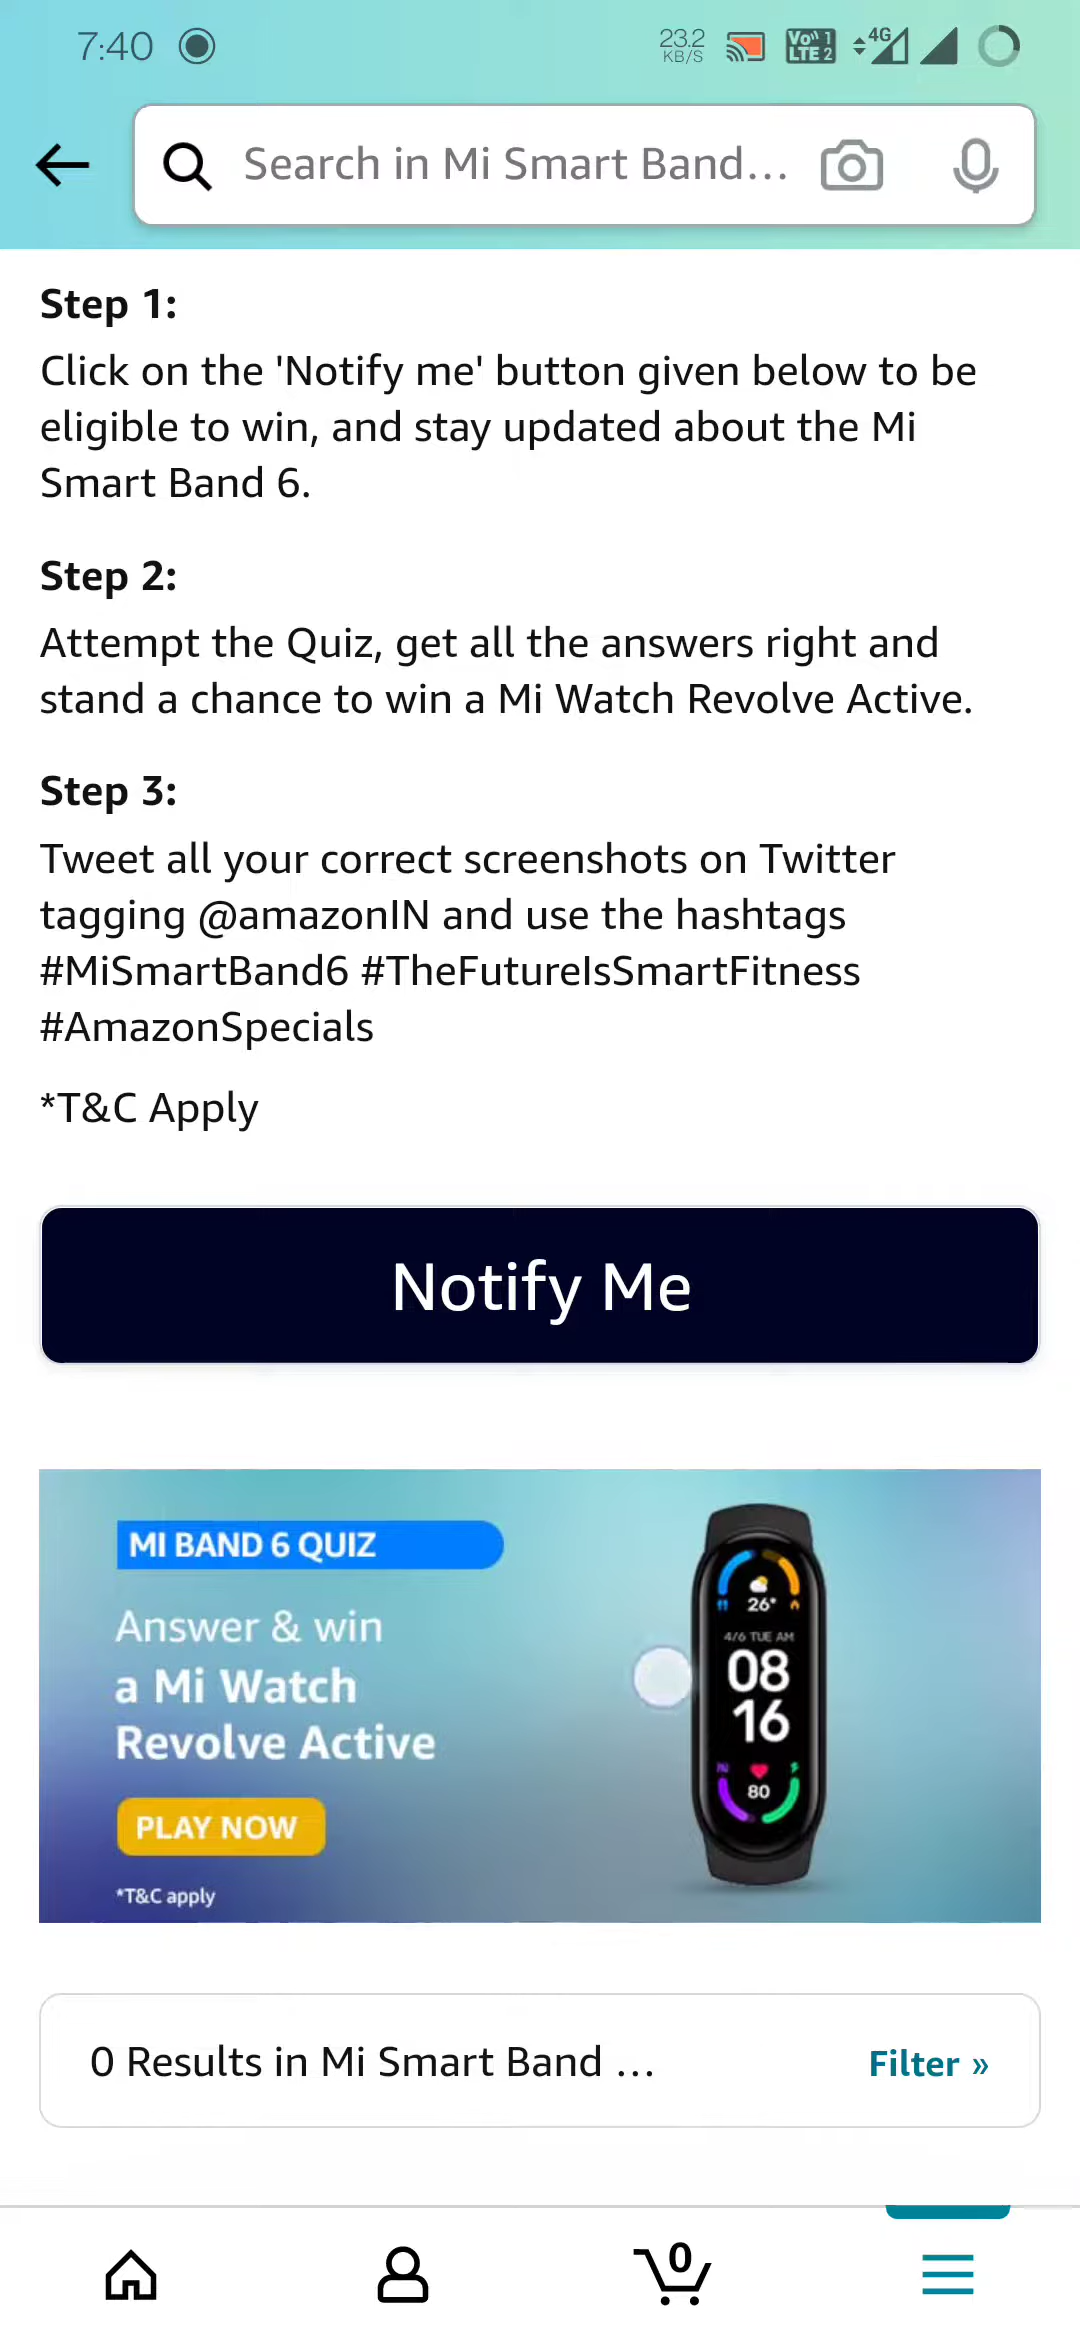 7:40
23.2
KB/S
Vo 1
LTE 2
4G
Search in Mi Smart Band...
Step 1:
Click on the 'Notify me' button given below to be
eligible to win, and stay updated about the Mi
Smart Band 6.
Step 2:
Attempt the Quiz, get all the answers right and
stand a chance to win a Mi Watch Revolve Active.
Step 3:
Tweet all your correct screenshots on Twitter
tagging @amazonIN and use the hashtags
#MiSmartBand6 #TheFutureIsSmartFitness
#AmazonSpecials
*T&C Apply
Notify Me
MI BAND 6 QUIZ
Answer & win
a Mi Watch
Revolve Active
PLAY NOW
*T&C apply
26°
4/6 TUE AM
08
16
80
0 Results in Mi Smart Band ...
Filter »
0